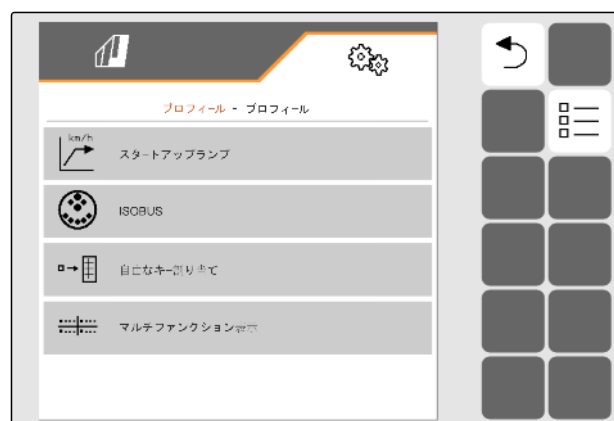 プロフィール - プロフィール
km/h
スタートアップランプ
ISOBUS
自由なキー割り当て
マルチファンクション表示